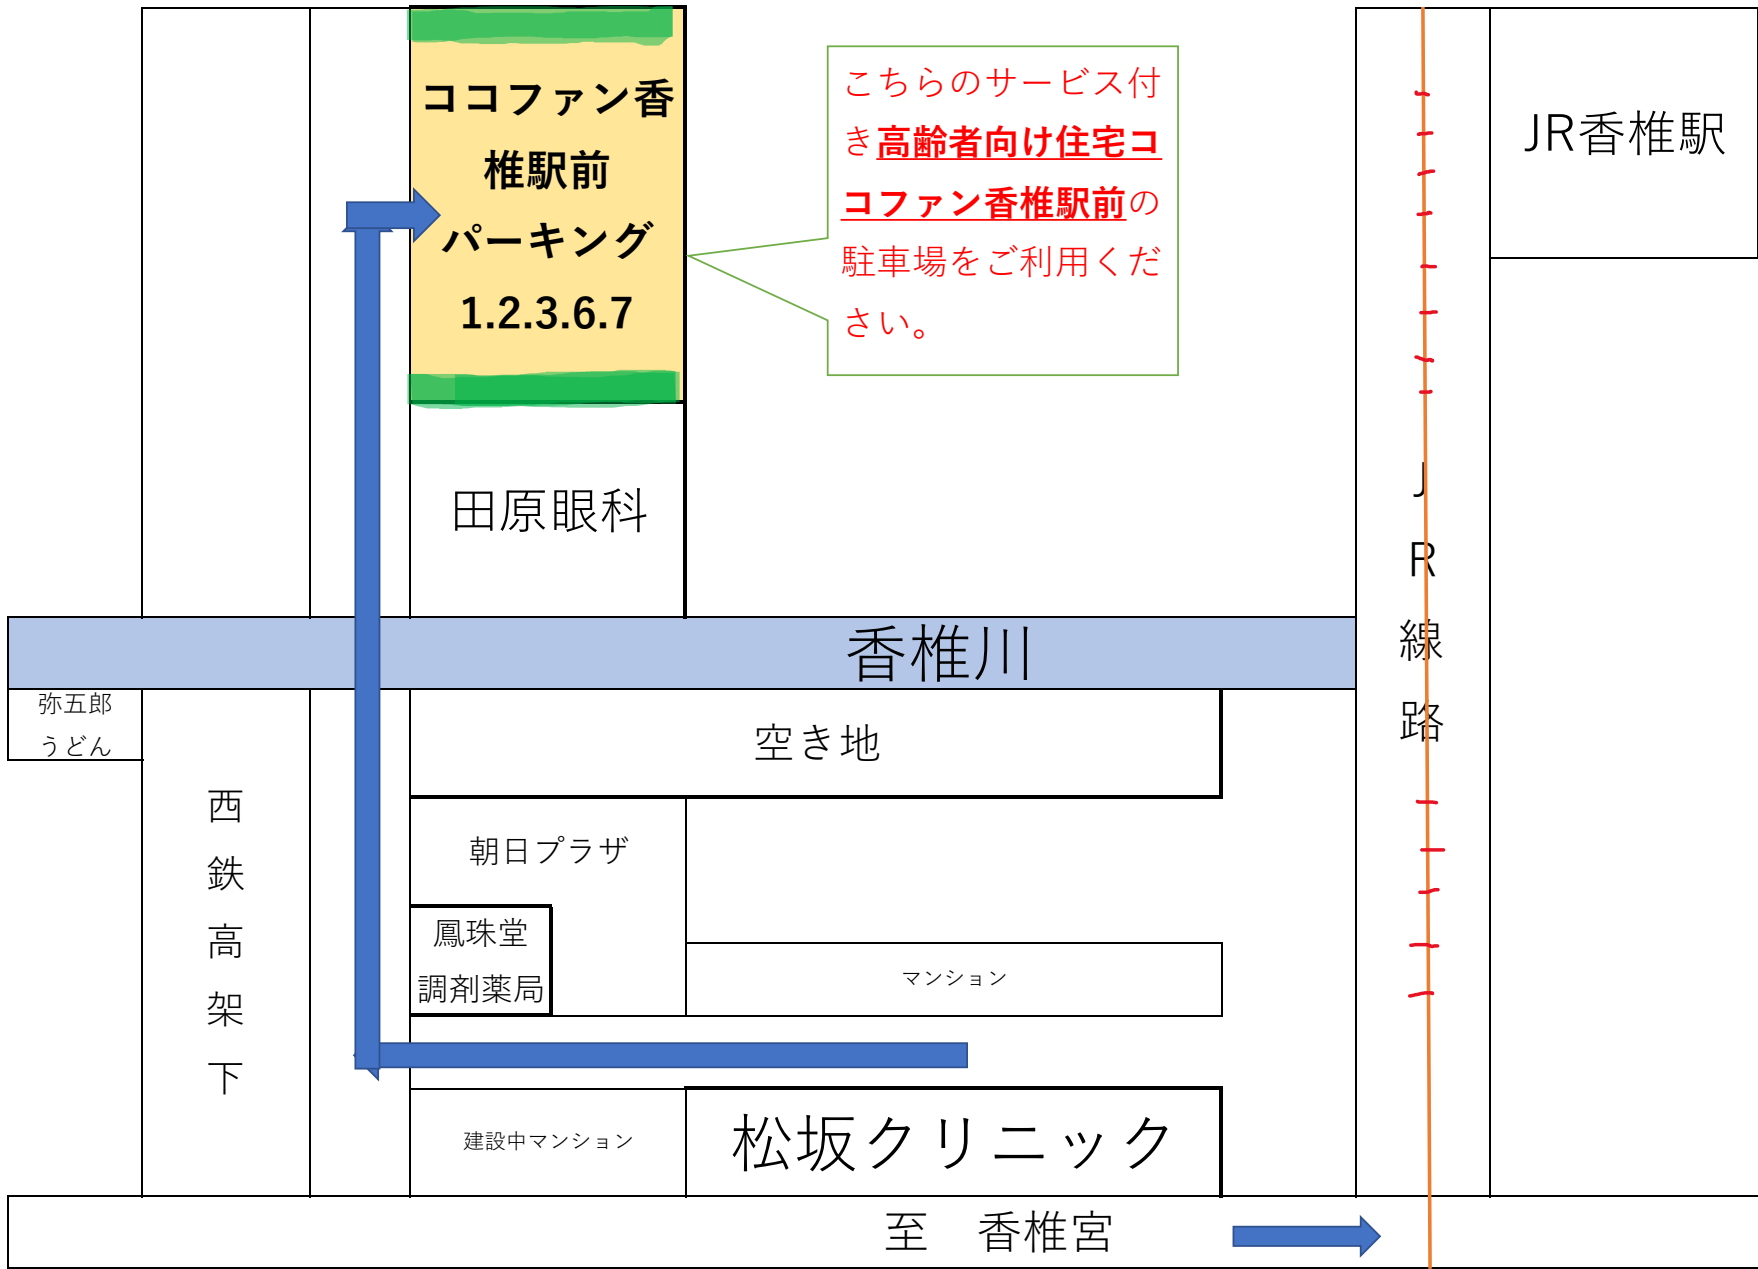 ココファン香
椎駅前
パーキング
1.2.3.6.7
こちらのサービス付
き高齢者向け住宅コ
コファン香椎駅前の
駐車場をご利用くだ
さい。
JR香椎駅
田原眼科
JR線路
香椎川
弥五郎
うどん
空き地
西鉄高架下
朝日プラザ
鳳珠堂
調剤薬局
マンション
建設中マンション
松坂クリニック
至　香椎宮